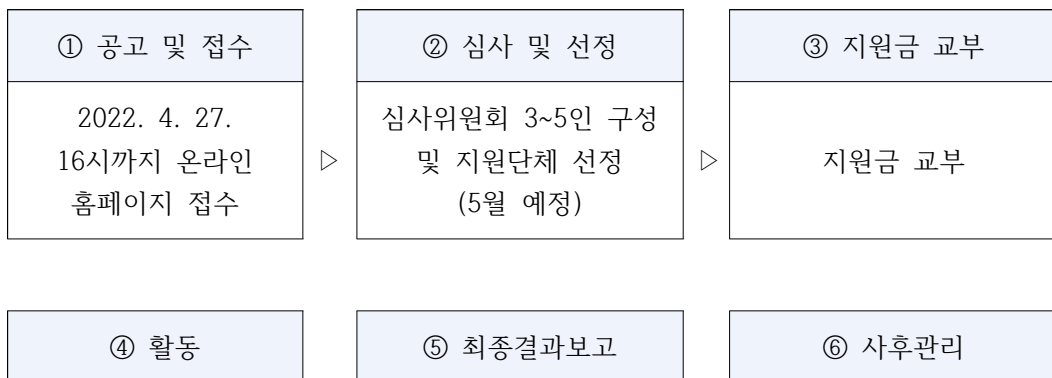 ① 공고 및 접수
② 심사 및 선정
③ 지원금 교부
2022. 4. 27.
16시까지 온라인
홈페이지 접수
▷
심사위원회 3~5인 구성
및 지원단체 선정
(5월 예정)
▷
지원금 교부
④ 활동
⑤ 최종결과보고
⑥ 사후관리